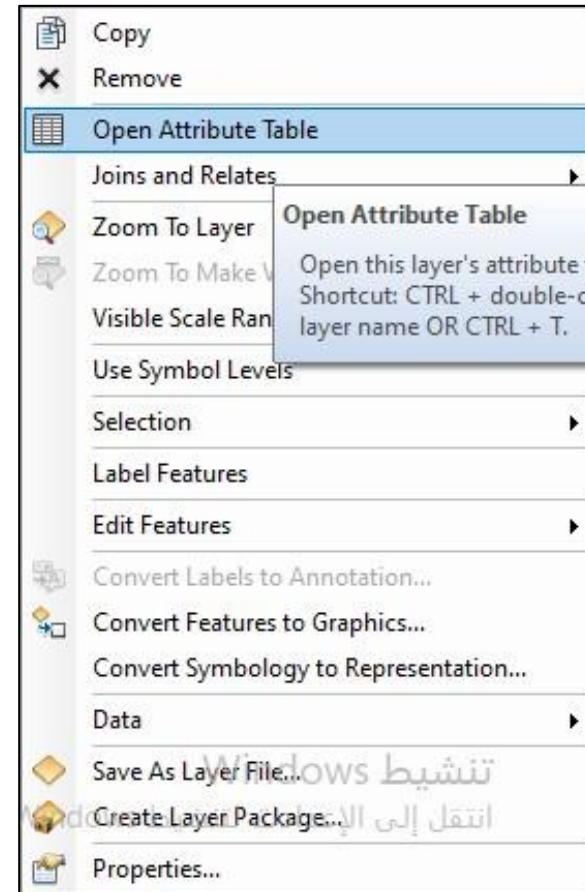 Copy
Remove
Open Attribute Table
Joins and Relates
Open Attribute Table
Zoom To Layer
Open this layer's attribute
Zoom To Make
Shortcut: CTRL + double-c
Visible Scale Ran
layer name OR CTRL + T.
Use Symbol Levels
Selection
Label Features
Edit Features
Convert Labels to Annotation...
Convert Features to Graphics...
Convert Symbology to Representation...
Data
Save As Layer File...
تنشيط Windows
Create Layer Package...
انتقل إلى
Properties...